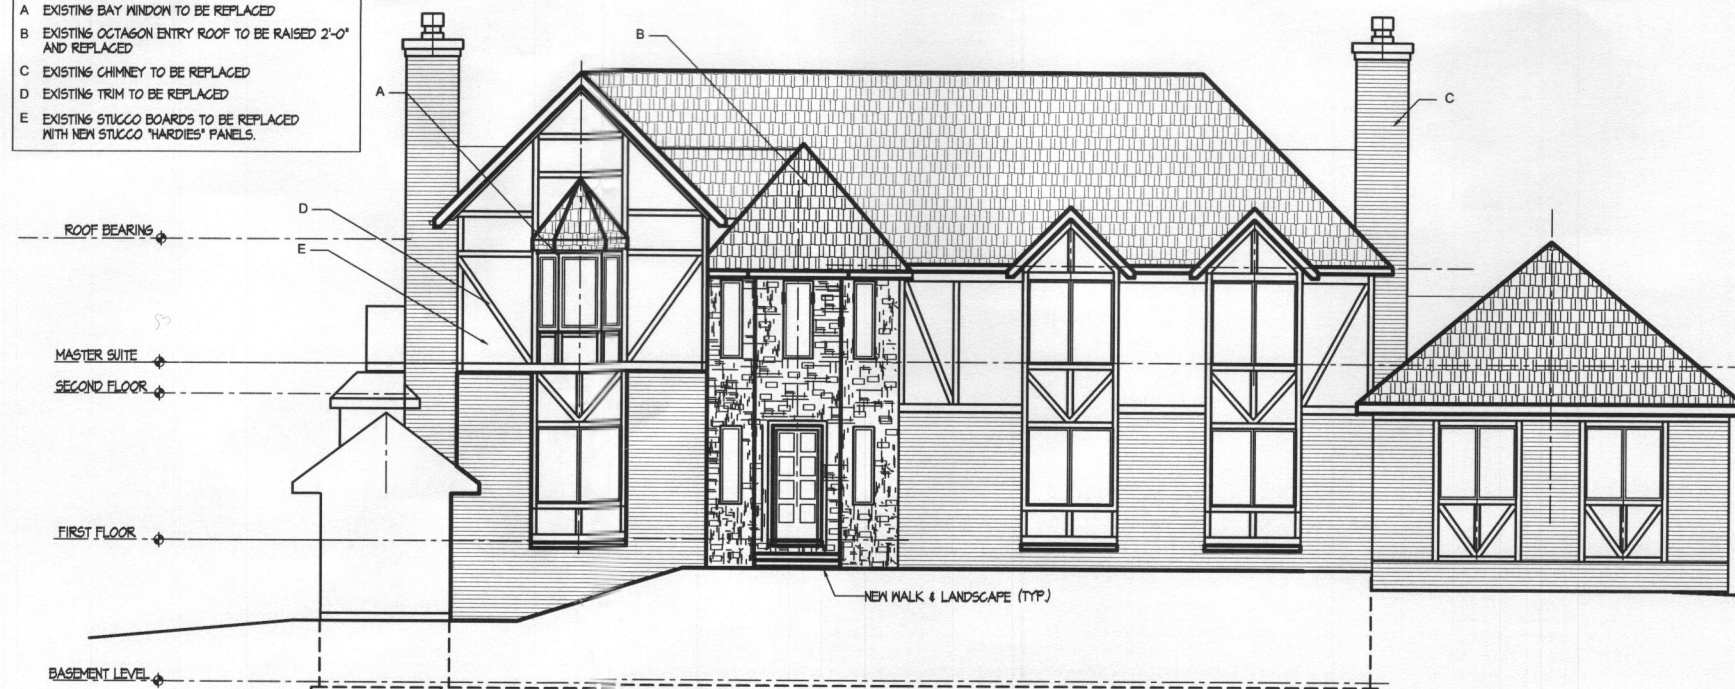 A EXISTING BAY WINDOW TO BE REPLACED
B EXISTING OCTAGON ENTRY ROOF TO BE RAISED 2'-0"
AND REPLACED
C EXISTING CHIMNEY TO BE REPLACED
D EXISTING TRIM TO BE REPLACED
E EXISTING STUCCO BOARDS TO BE REPLACED
WITH NEW STUCCO "HARDIES" PANELS.
B
A
C
D
ROOF BEARING
E
MASTER SUITE
SECOND FLOOR
FIRST FLOOR
NEW WALK & LANDSCAPE (TYP.)
BASEMENT LEVEL